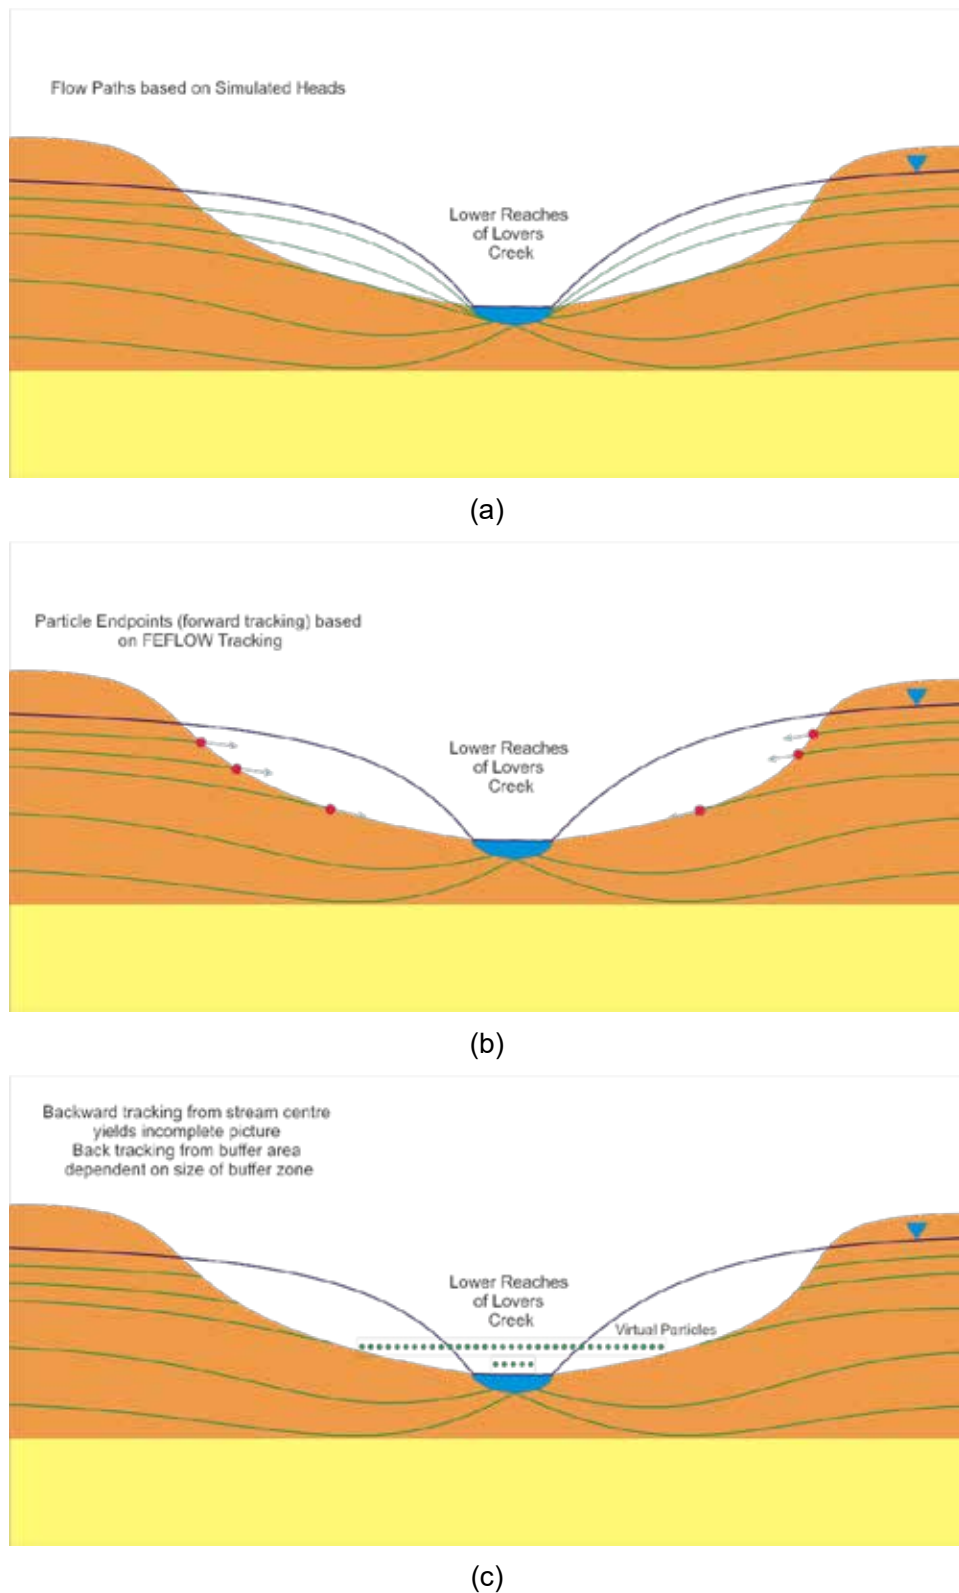 Flow Paths based on Simulated Heads
Lower Reaches
of Lovers
Creek
(a)
Particle Endpoints (forward tracking) based
on FEFLOW Tracking
Lower Reaches
of Lovers
Creek
(b)
Backward tracking from stream centre
yields incomplete picture
Back tracking from buffer area
dependent on size of buffer zone
Lower Reaches
of Lovers
Creek
Virtual Particles
(c)